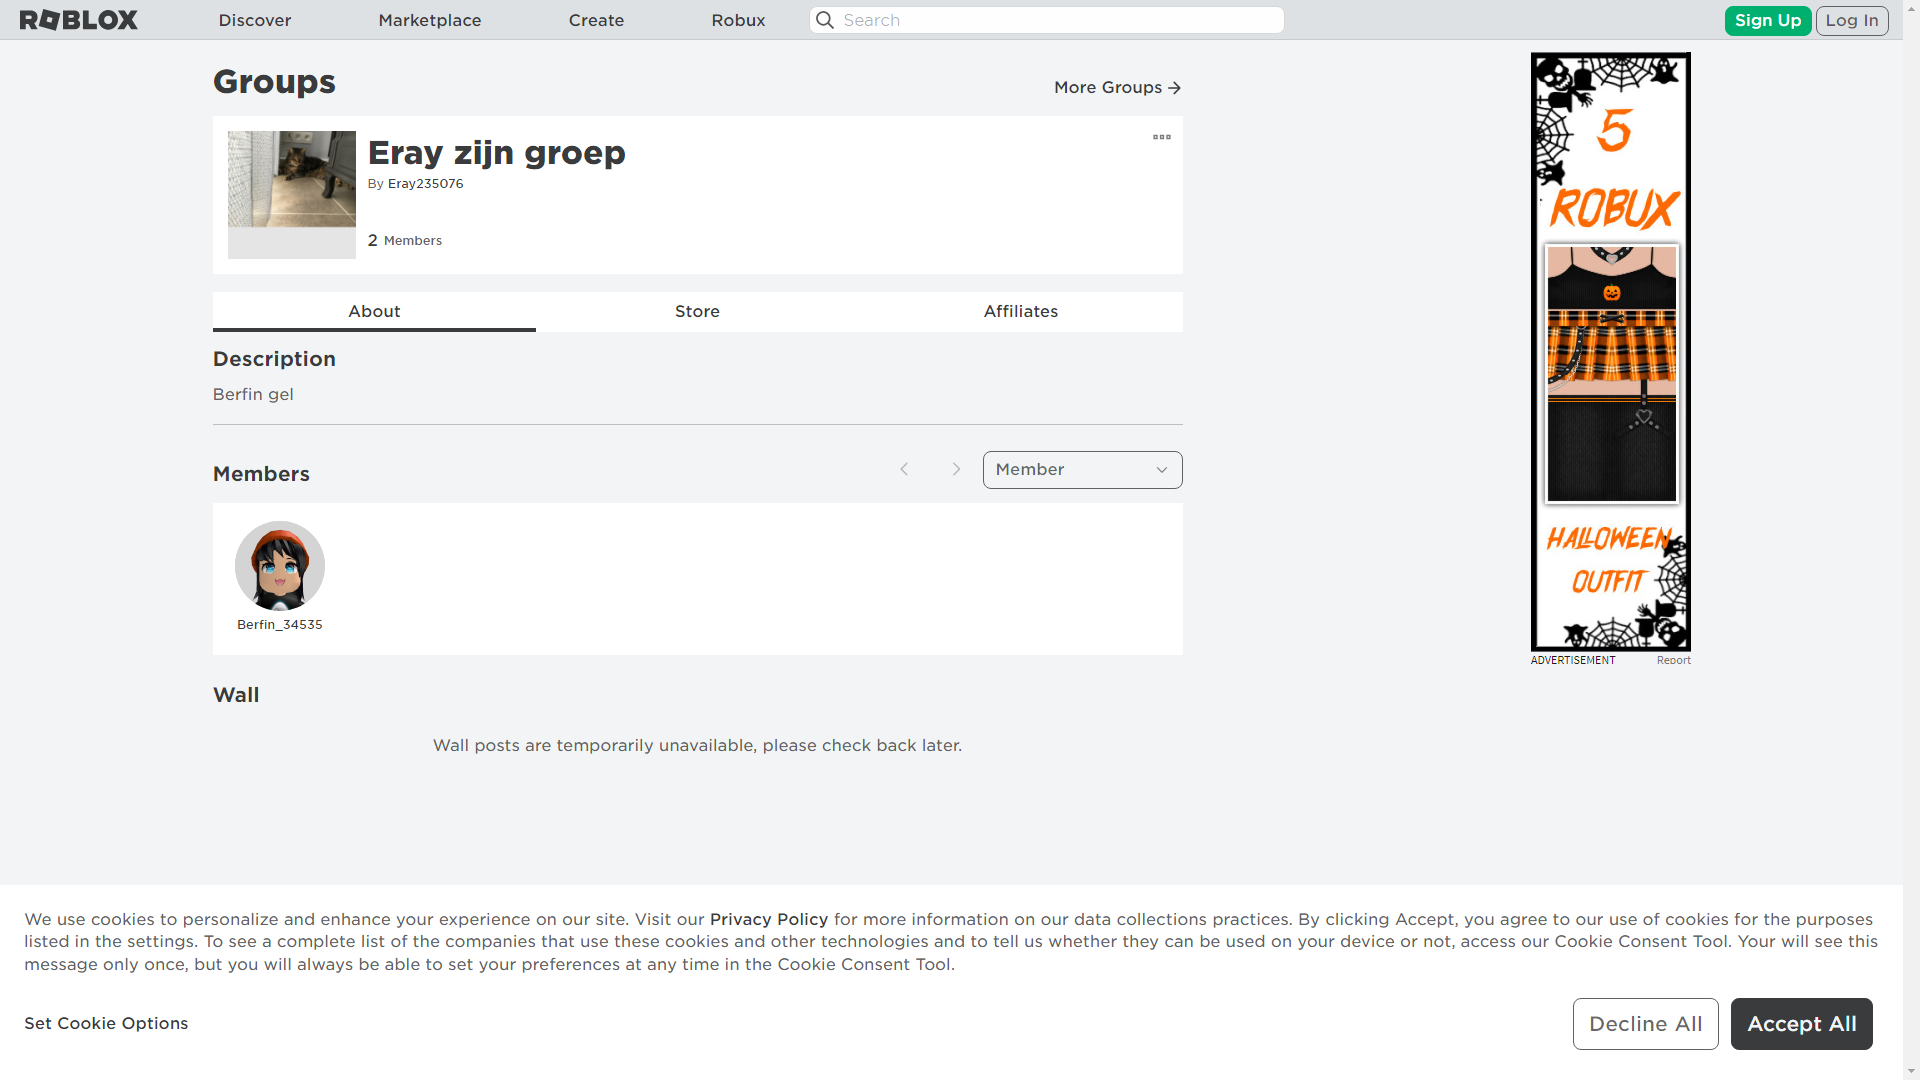 ROBLOX
Discover
Marketplace
Create
Robux
Search
Sign Up
Log In
Groups
More Groups
Eray zijn groep
By Eray235076
2 Members
About
Store
Affiliates
Description
Berfin gel
Members
Member
Berfin_34535
Wall
Wall posts are temporarily unavailable, please check back later.
5
ROBUX
HALLOWEEN
OUTFIT
ADVERTISEMENT
Report
We use cookies to personalize and enhance your experience on our site. Visit our Privacy Policy for more information on our data collections practices. By clicking Accept, you agree to our use of cookies for the purposes
listed in the settings. To see a complete list of the companies that use these cookies and other technologies and to tell us whether they can be used on your device or not, access our Cookie Consent Tool. Your will see this
message only once, but you will always be able to set your preferences at any time in the Cookie Consent Tool.
Set Cookie Options
Decline All
Accept All